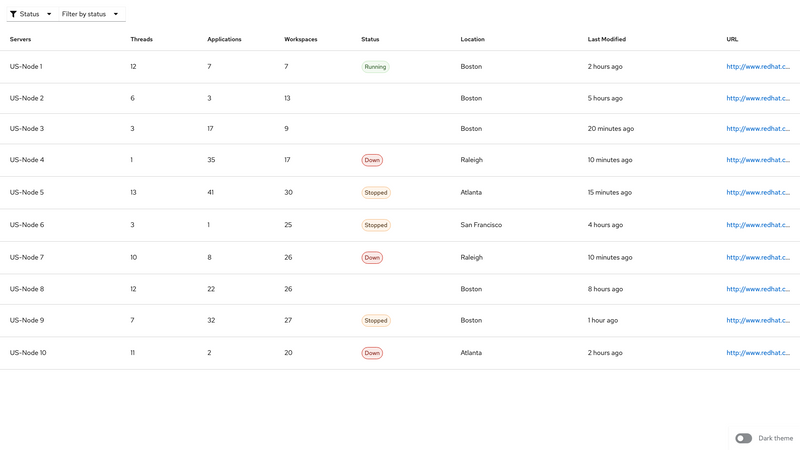 Status Filter by status
Servers Threads Applications Workspaces Status Location Last Modified URL
US-Node 1 12 7 7 Running Boston 2 hours ago http://www.redhat.c...
US-Node 2 6 3 13 Boston 5 hours ago http://www.redhat.c...
US-Node 3 3 17 9 Boston 20 minutes ago http://www.redhat.c...
US-Node 4 1 35 17 Down Raleigh 10 minutes ago http://www.redhat.c...
US-Node 5 13 41 30 Stopped Atlanta 15 minutes ago http://www.redhat.c...
US-Node 6 3 1 25 Stopped San Francisco 4 hours ago http://www.redhat.c...
US-Node 7 10 8 26 Down Raleigh 10 minutes ago http://www.redhat.c...
US-Node 8 12 22 26 Boston 8 hours ago http://www.redhat.c...
US-Node 9 7 32 27 Stopped Boston 1 hour ago http://www.redhat.c...
US-Node 10 11 2 20 Down Atlanta 2 hours ago http://www.redhat.c...
Dark theme